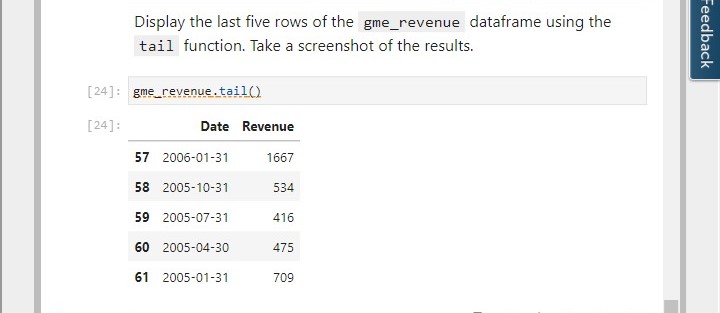 Display the last five rows of the gme_revenue dataframe using the
tail function. Take a screenshot of the results.
Feedback
[24]: gme_revenue.tail()
[24]: Date Revenue
57 2006-01-31 1667
58 2005-10-31 534
59 2005-07-31 416
60 2005-04-30 475
61 2005-01-31 709